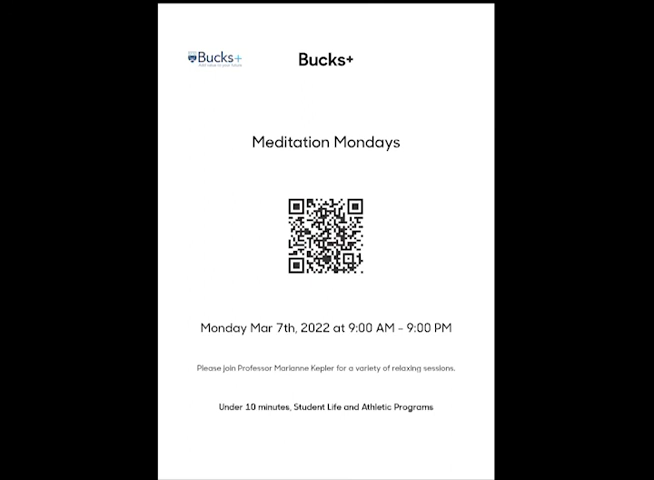 Bucks+
Bucks+
Meditation Mondays
Monday Mar 7th, 2022 at 9:00 AM - 9:00 PM
Please join Professor Marianne Kepler for a variety of relaxing sessions.
Under 10 minutes, Student Life and Athletic Programs